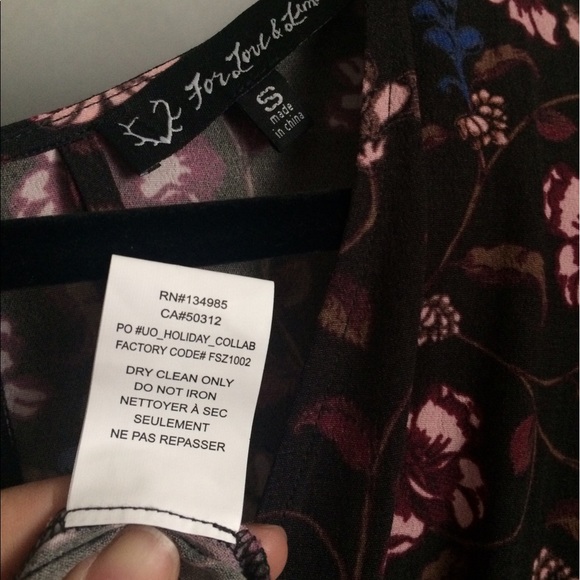 For Love & Lem
S
made
in china
RN#134985
CA#50312
PO #UO_HOLIDAY_COLLAB
FACTORY CODE# FSZ1002
DRY CLEAN ONLY
DO NOT IRON
NETTOYER À SEC
SEULEMENT
NE PAS REPASSER